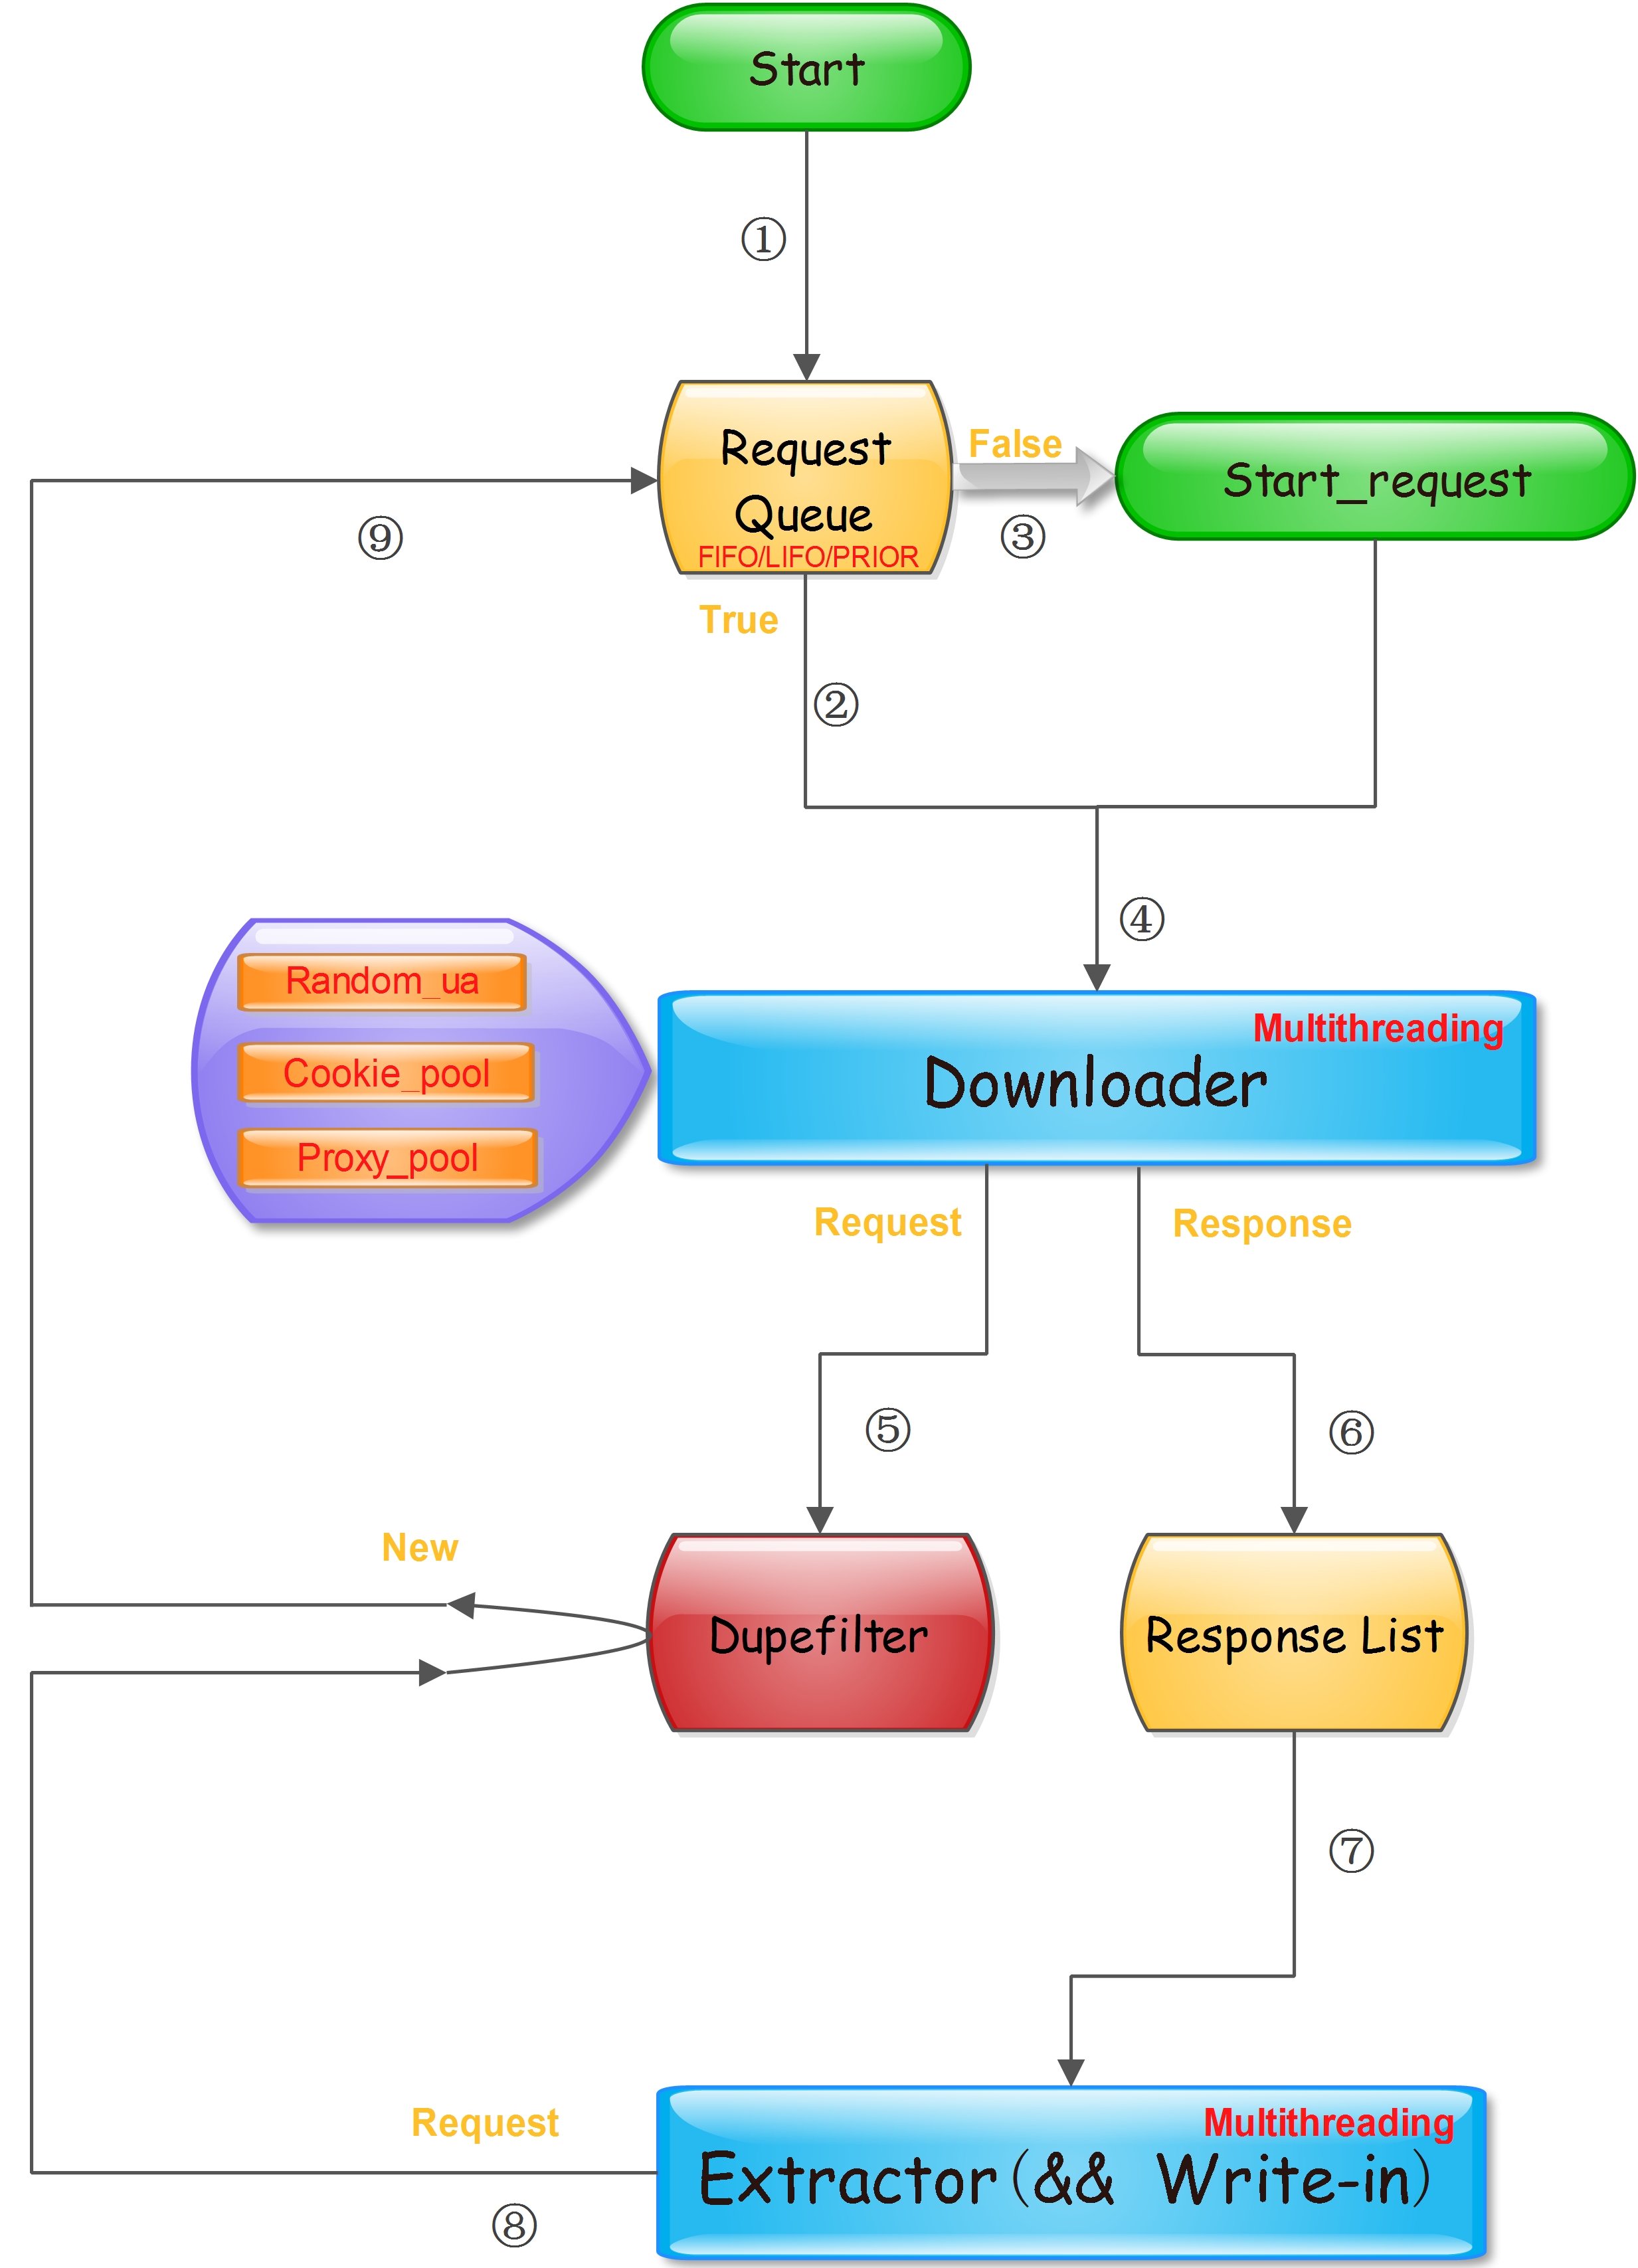 Start
①
Request
Queue
FIFO/LIFO/PRIOR
False
③
Start_request
⑨
True
②
④
Random_ua
Cookie_pool
Proxy_pool
Multithreading
Downloader
Request
Response
⑤
⑥
New
Dupefilter
Response List
⑦
Request
⑧
Multithreading
Extractor(&& Write-in)